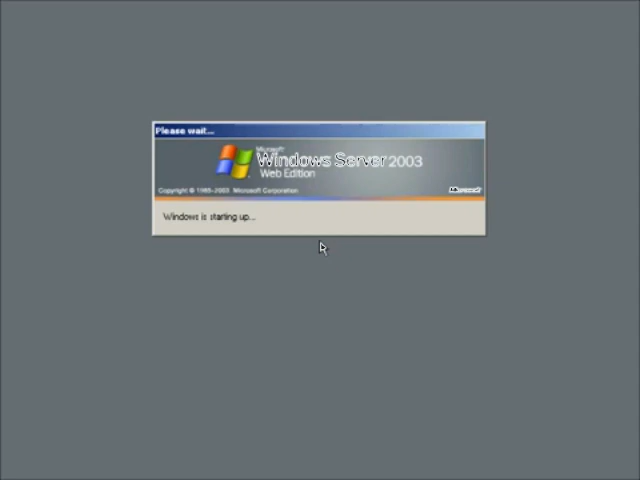 Please wait...
Microsoft
Windows Server 2003
Web Edition
Copyright © 1985-2003 Microsoft Corporation
Microsoft
Windows is starting up...